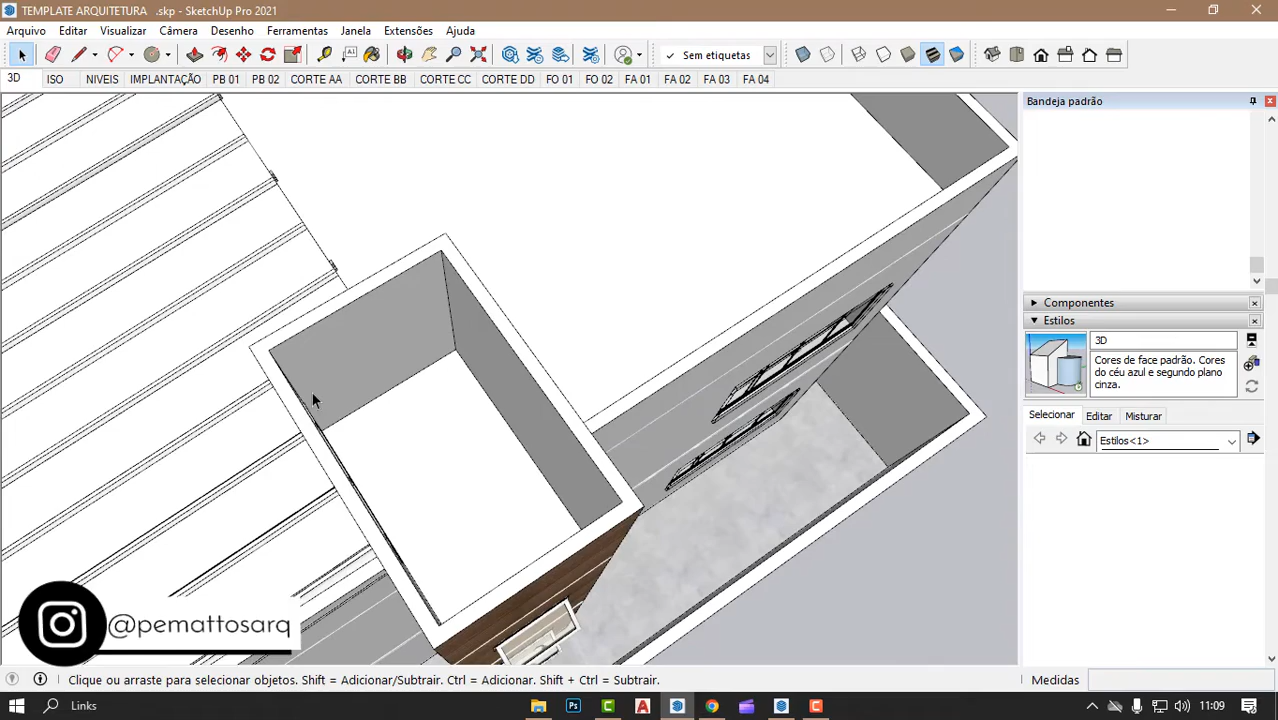 TEMPLATE ARQUITETURA .skp - SketchUp Pro 2021
Arquivo Editar Visualizar Câmera Desenho Ferramentas Janela Extensões Ajuda
Sem etiquetas
3D ISO NIVEIS IMPLANTAÇÃO PB 01 PB 02 CORTE AA CORTE BB CORTE CC CORTE DD FO 01 FO 02 FA 01 FA 02 FA 03 FA 04
Bandeja padrão
Componentes
Estilos
3D
Cores de face padrão. Cores
do céu azul e segundo plano
cinza.
Selecionar Editar Misturar
Estilos<1>
@pemattosarq
Clique ou arraste para selecionar objetos. Shift = Adicionar/Subtrair. Ctrl = Adicionar. Shift + Ctrl = Subtrair.
Medidas
Links
11:09